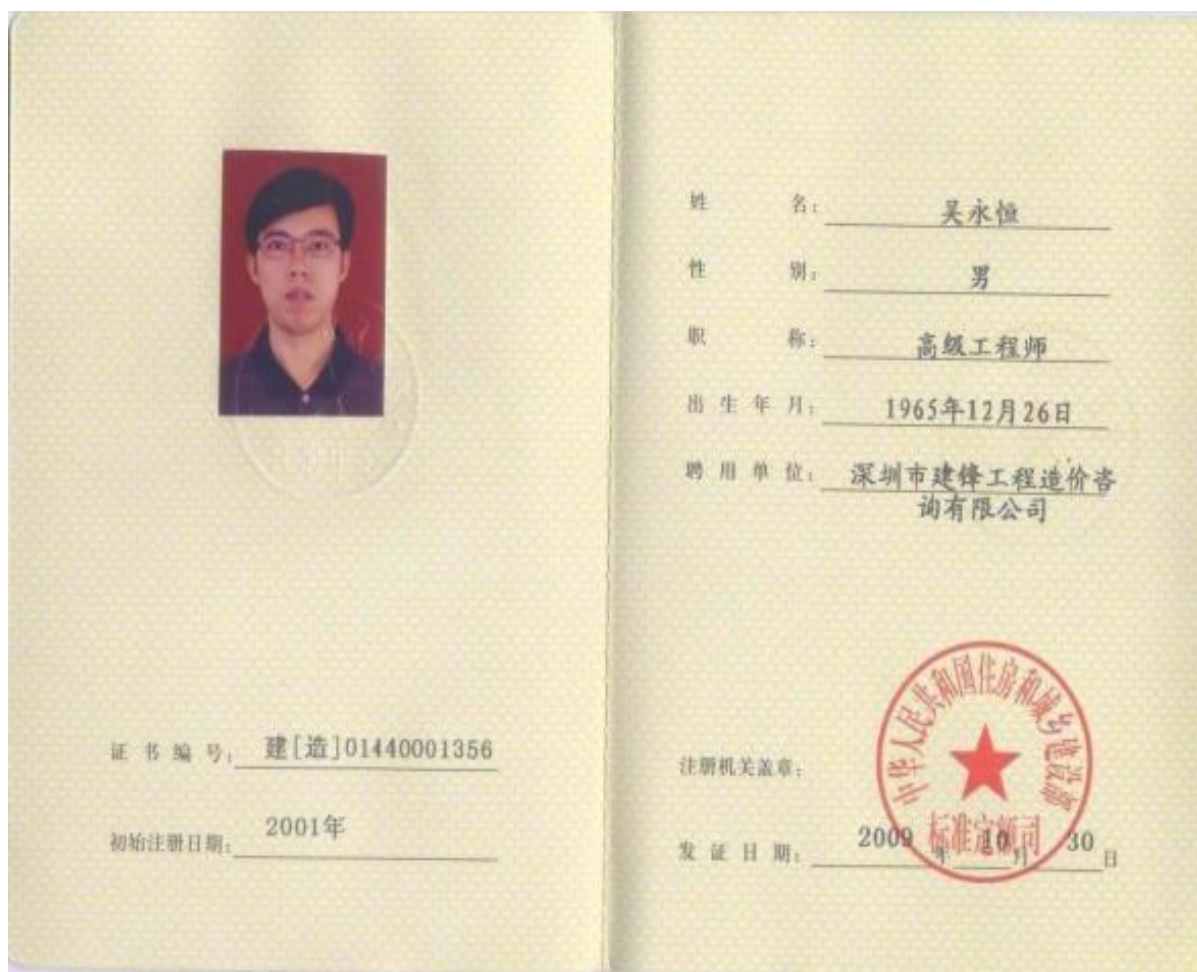 证书编号：建[造]01440001356
初始注册日期：2001年
姓名：吴永恒
性别：男
职称：高级工程师
出生年月：1965年12月26日
聘用单位：深圳市建锋工程造价咨
询有限公司
中华人民共和国住房和城乡建设部
标准定额司
注册机关盖章：
发证日期：2009年10月30日